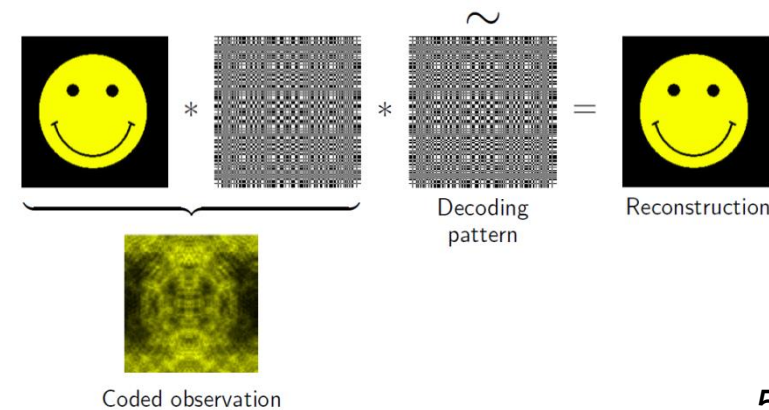 ~
* * =
Decoding
pattern
Reconstruction
Coded observation